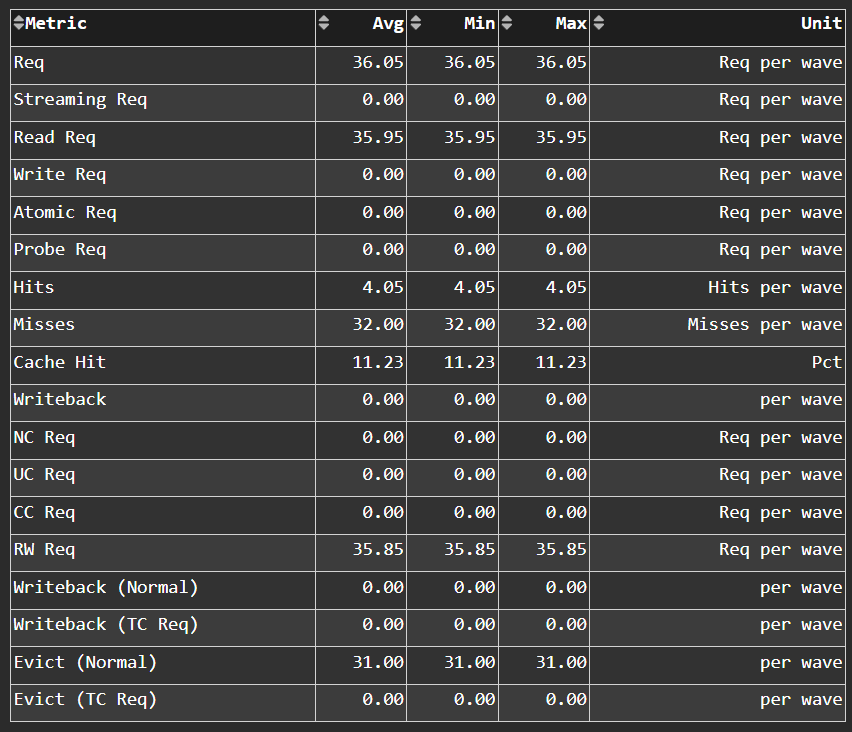 Metric Avg Min Max Unit
Req 36.05 36.05 36.05 Req per wave
Streaming Req 0.00 0.00 0.00 Req per wave
Read Req 35.95 35.95 35.95 Req per wave
Write Req 0.00 0.00 0.00 Req per wave
Atomic Req 0.00 0.00 0.00 Req per wave
Probe Req 0.00 0.00 0.00 Req per wave
Hits 4.05 4.05 4.05 Hits per wave
Misses 32.00 32.00 32.00 Misses per wave
Cache Hit 11.23 11.23 11.23 Pct
Writeback 0.00 0.00 0.00 per wave
NC Req 0.00 0.00 0.00 Req per wave
UC Req 0.00 0.00 0.00 Req per wave
CC Req 0.00 0.00 0.00 Req per wave
RW Req 35.85 35.85 35.85 Req per wave
Writeback (Normal) 0.00 0.00 0.00 per wave
Writeback (TC Req) 0.00 0.00 0.00 per wave
Evict (Normal) 31.00 31.00 31.00 per wave
Evict (TC Req) 0.00 0.00 0.00 per wave